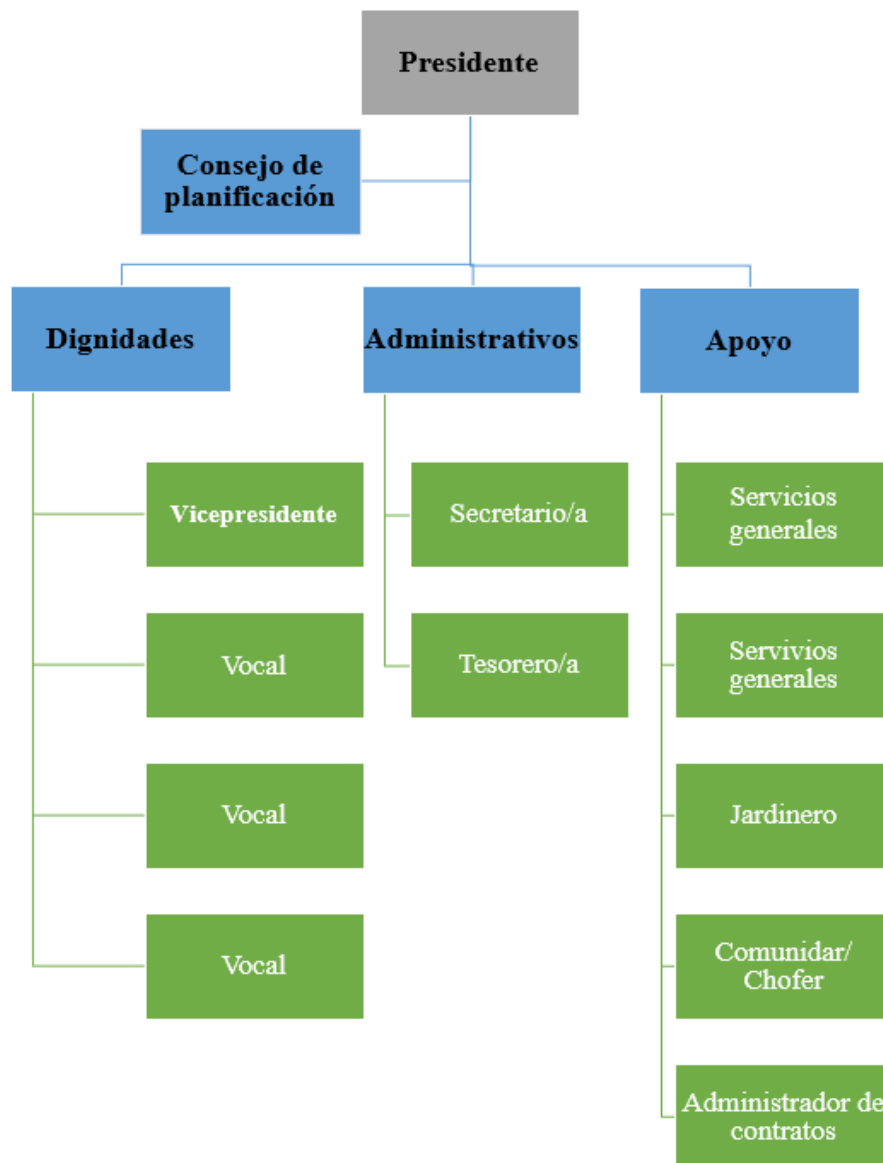 Presidente
Consejo de
planificación
Dignidades
Administrativos
Apoyo
Vicepresidente
Vocal
Vocal
Vocal
Secretario/a
Tesorero/a
Servicios
generales
Servivios
generales
Jardinero
Comunidar/
Chofer
Administrador de
contratos